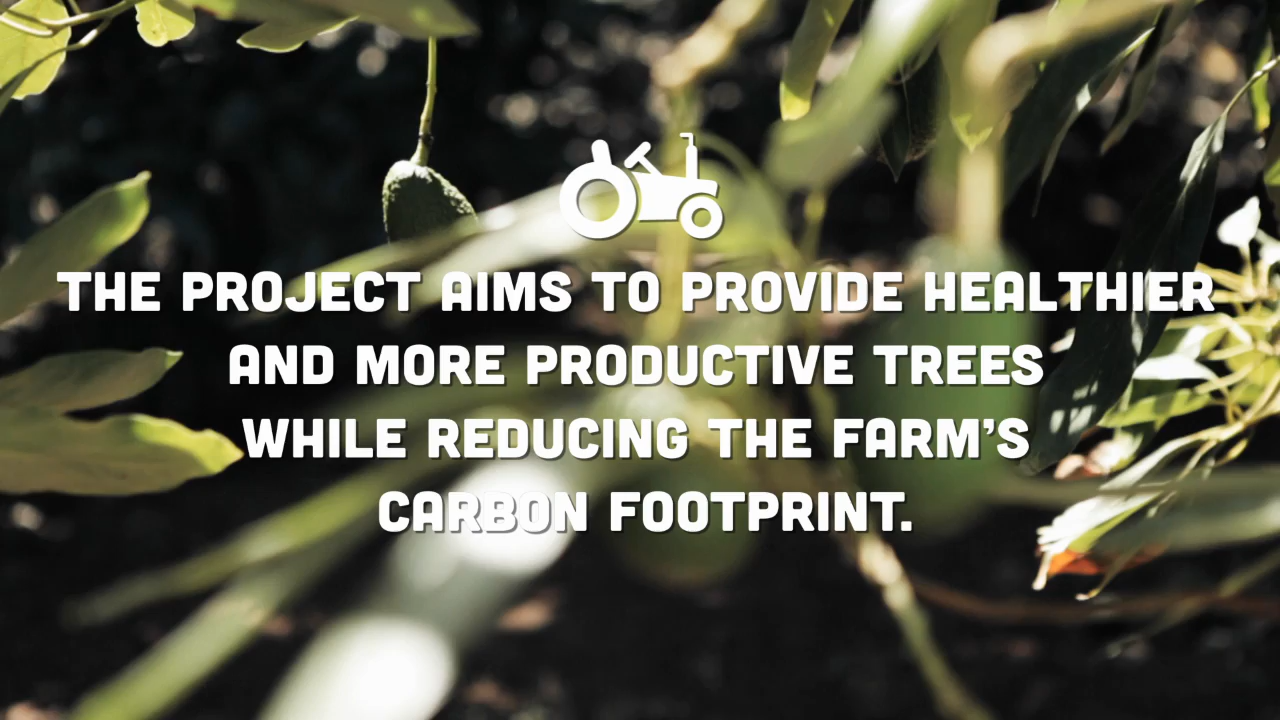 THE PROJECT AIMS TO PROVIDE HEALTHIER
AND MORE PRODUCTIVE TREES
WHILE REDUCING THE FARM’S
CARBON FOOTPRINT.